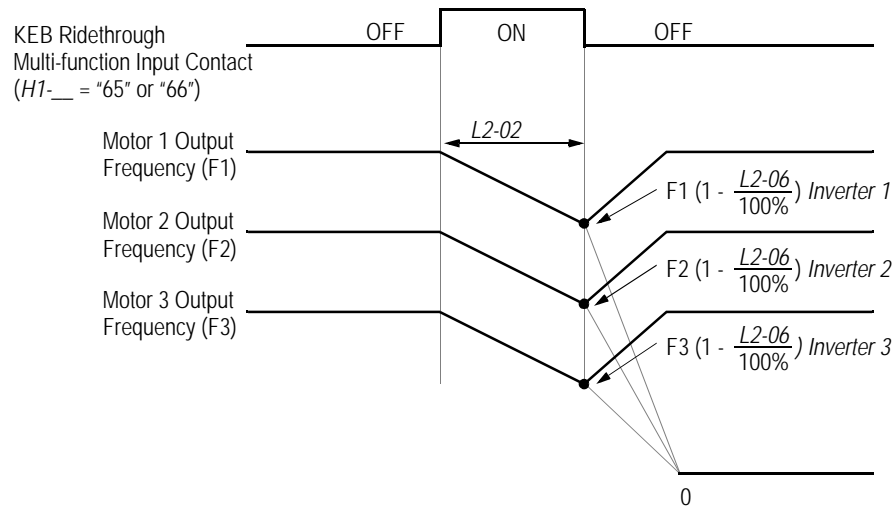 KEB Ridethrough
Multi-function Input Contact
(H1-__ = “65” or “66”)
OFF
ON
OFF
L2-02
Motor 1 Output
Frequency (F1)
F1 (1 - L2-06/100%) Inverter 1
Motor 2 Output
Frequency (F2)
F2 (1 - L2-06/100%) Inverter 2
Motor 3 Output
Frequency (F3)
F3 (1 - L2-06/100%) Inverter 3
0